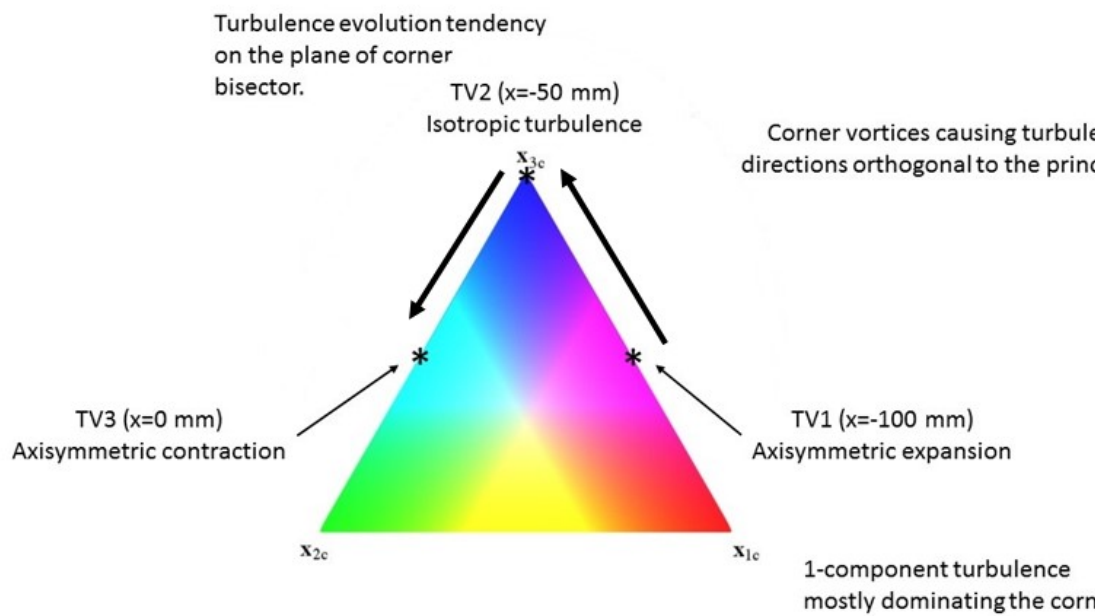 Turbulence evolution tendency
on the plane of corner
bisector.
TV2 (x=-50 mm)
Isotropic turbulence
Corner vortices causing
directions orthogonal to the
x3c
TV3 (x=0 mm)
Axisymmetric contraction
TV1 (x=-100 mm)
Axisymmetric expansion
x2c
x1c
1-component turbulence
mostly dominating the